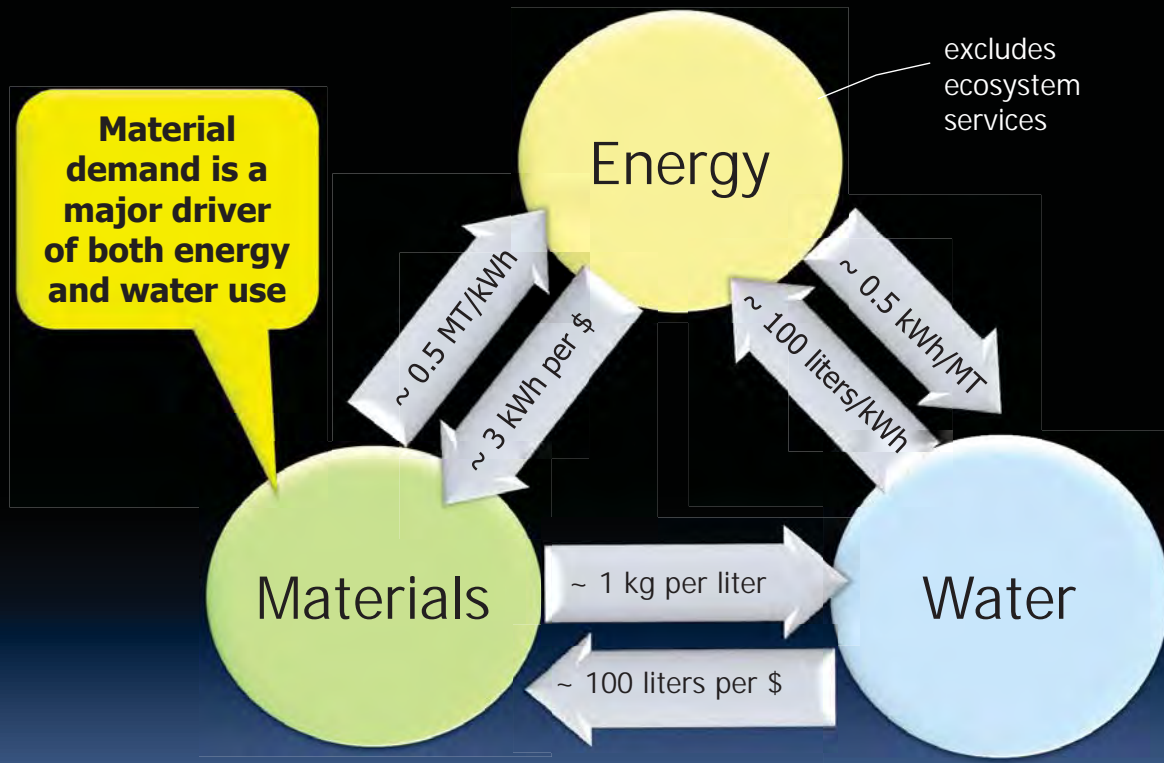 excludes
ecosystem
services
Material
demand is a
major driver
of both energy
and water use
Energy
~ 0.5 MT/kWh
~ 3 kWh per $
~ 0.5 kWh/MT
~ 100 liters/kWh
Materials
~ 1 kg per liter
Water
~ 100 liters per $